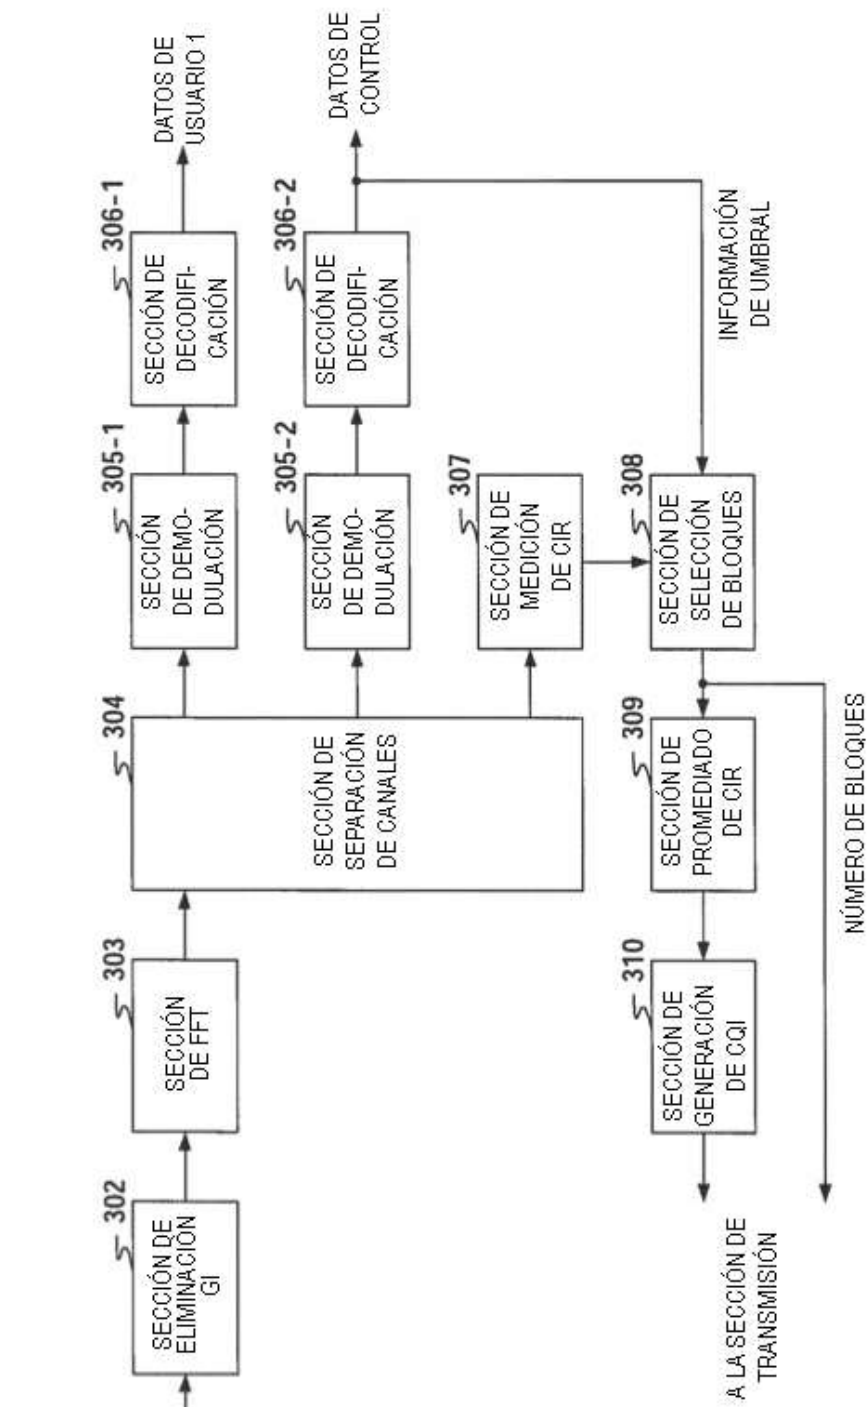 302
SECCIÓN DE
ELIMINACIÓN
GI
303
SECCIÓN
DE FFT
304
SECCIÓN DE
SEPARACIÓN
DE CANALES
305-1
SECCIÓN
DE DEMO-
DULACIÓN
306-1
SECCIÓN DE
DECODIFI-
CACIÓN
DATOS DE
USUARIO 1
305-2
SECCIÓN
DE DEMO-
DULACIÓN
306-2
SECCIÓN DE
DECODIFI-
CACIÓN
DATOS DE
CONTROL
307
SECCIÓN DE
MEDICIÓN
DE CIR
308
SECCIÓN DE
SELECCIÓN
DE BLOQUES
INFORMACIÓN
DE UMBRAL
309
SECCIÓN DE
PROMEDIADO
DE CIR
310
SECCIÓN DE
GENERACIÓN
DE CQI
A LA SECCIÓN DE
TRANSMISIÓN
NÚMERO DE BLOQUES